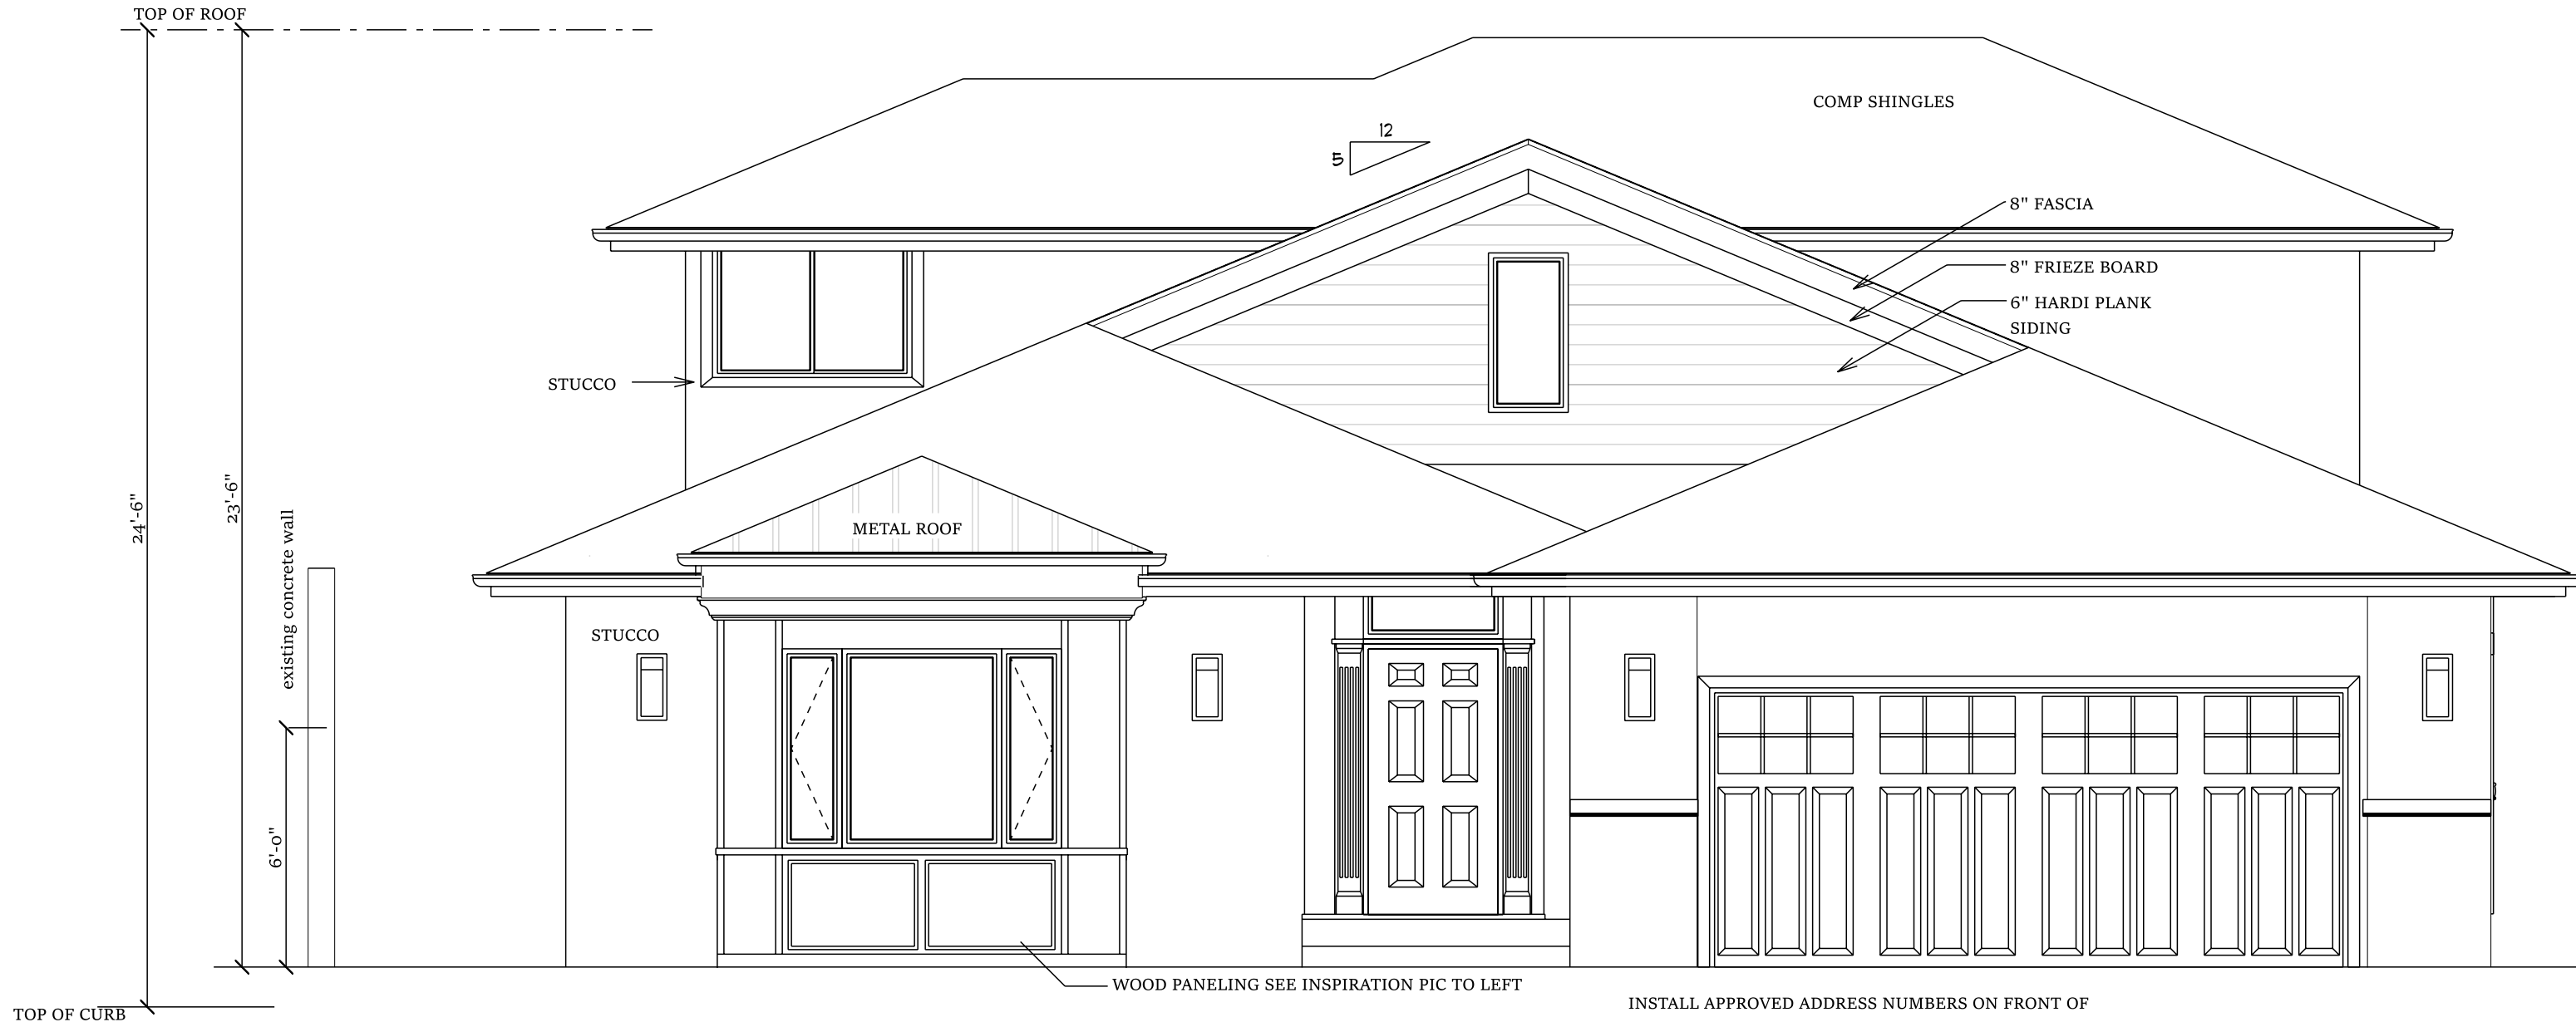 TOP OF ROOF
COMP SHINGLES
12
5
8" FASCIA
8" FRIEZE BOARD
6" HARDI PLANK
SIDING
STUCCO
24'-6"
23'-6"
existing concrete wall
METAL ROOF
STUCCO
6'-0"
WOOD PANELING SEE INSPIRATION PIC TO LEFT
INSTALL APPROVED ADDRESS NUMBERS ON FRONT OF
TOP OF CURB